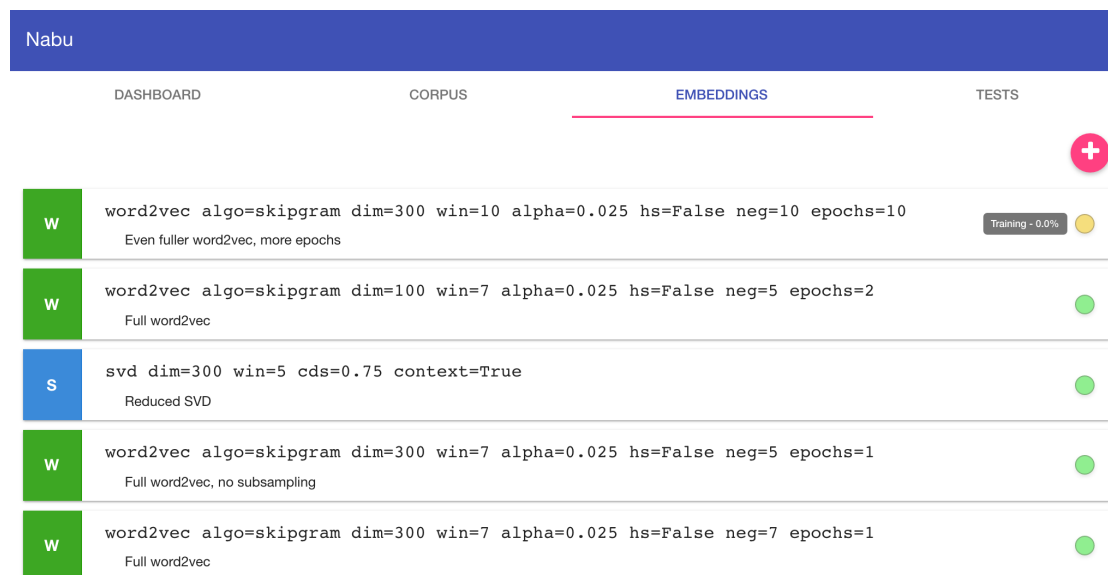 Nabu
DASHBOARD CORPUS EMBEDDINGS TESTS
+
W
word2vec algo=skipgram dim=300 win=10 alpha=0.025 hs=False neg=10 epochs=10
Even fuller word2vec, more epochs
Training - 0.0%
W
word2vec algo=skipgram dim=100 win=7 alpha=0.025 hs=False neg=5 epochs=2
Full word2vec
S
svd dim=300 win=5 cds=0.75 context=True
Reduced SVD
W
word2vec algo=skipgram dim=300 win=7 alpha=0.025 hs=False neg=5 epochs=1
Full word2vec, no subsampling
W
word2vec algo=skipgram dim=300 win=7 alpha=0.025 hs=False neg=7 epochs=1
Full word2vec